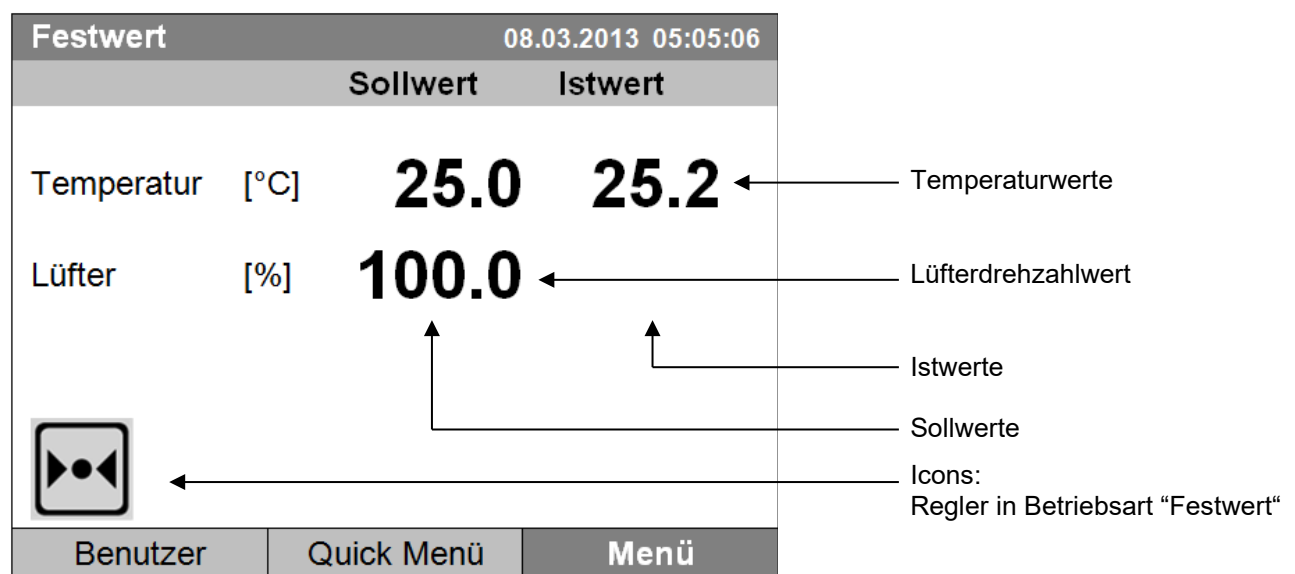 Festwert 08.03.2013 05:05:06
Sollwert Istwert
Temperatur [°C] 25.0 25.2 Temperaturwerte
Lüfter [%] 100.0 Lüfterdrehzahlwert
Istwerte
Sollwerte
Icons:
Regler in Betriebsart “Festwert“
Benutzer Quick Menü Menü